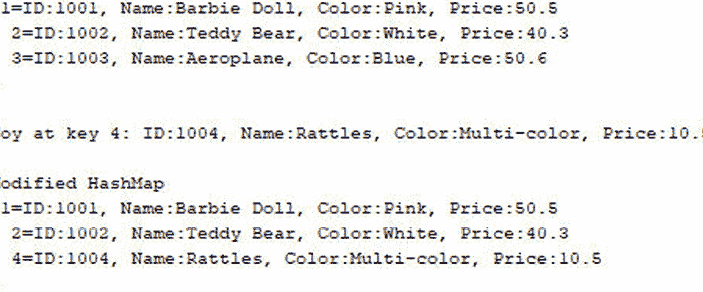 1=ID:1001, Name:Barbie Doll, Color:Pink, Price:50.5
2=ID:1002, Name:Teddy Bear, Color:White, Price:40.3
3=ID:1003, Name:Aeroplane, Color:Blue, Price:50.6
oy at key 4: ID:1004, Name:Rattles, Color:Multi-color, Price:10.5
odified HashMap
1=ID:1001, Name:Barbie Doll, Color:Pink, Price:50.5
2=ID:1002, Name:Teddy Bear, Color:White, Price:40.3
4=ID:1004, Name:Rattles, Color:Multi-color, Price:10.5